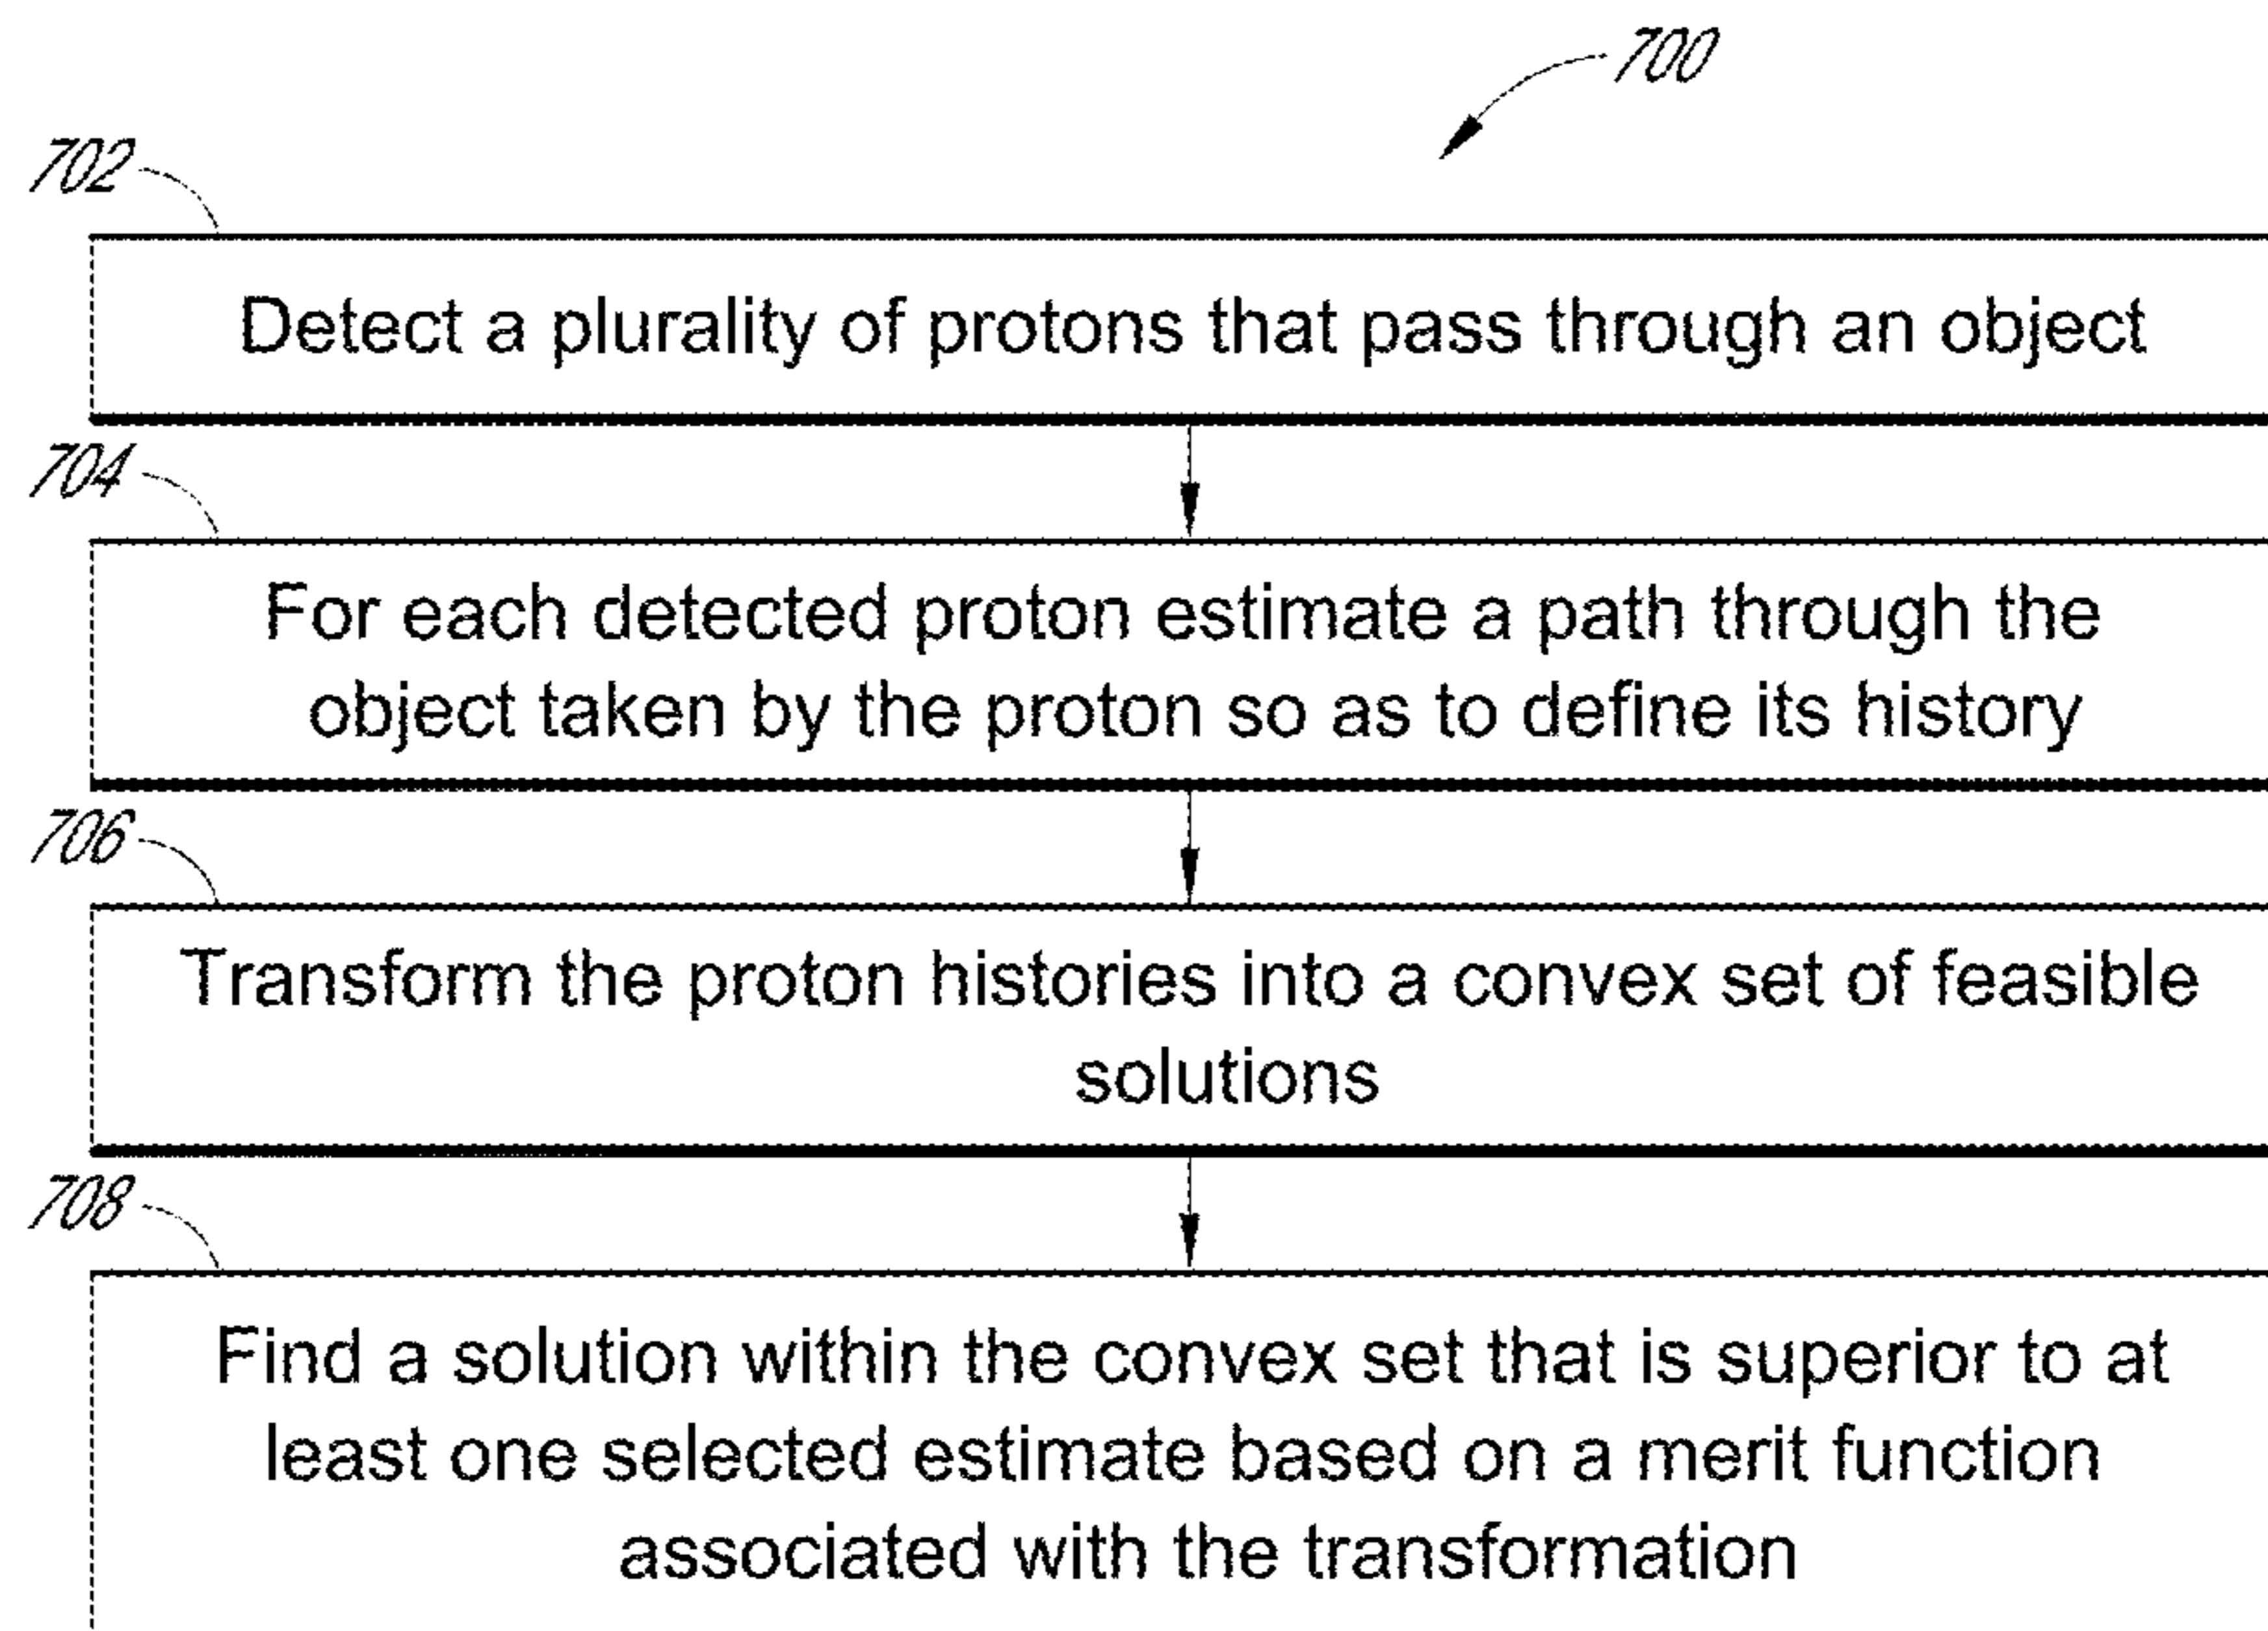 700
702
Detect a plurality of protons that pass through an object
704
For each detected proton estimate a path through the
object taken by the proton so as to define its history
706
Transform the proton histories into a convex set of feasible
solutions
708
Find a solution within the convex set that is superior to at
least one selected estimate based on a merit function
associated with the transformation